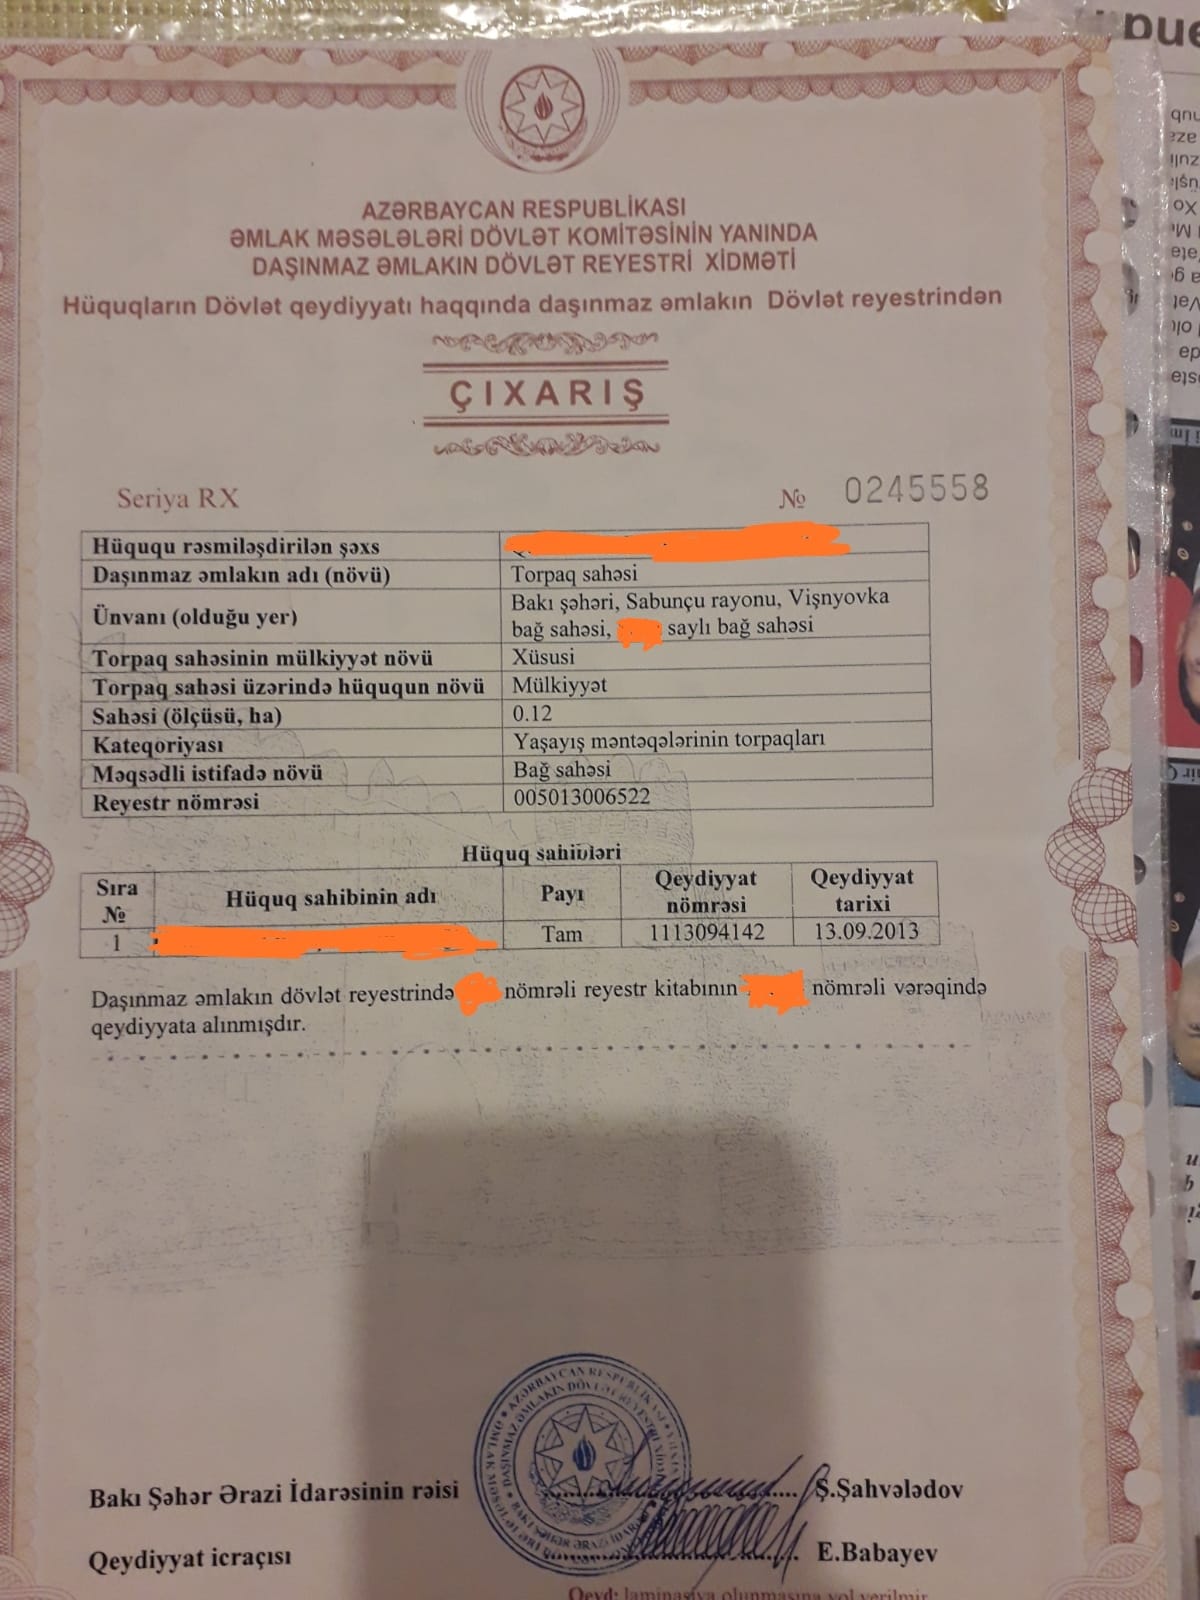 AZƏRBAYCAN RESPUBLİKASI
ƏMLAK MƏSƏLƏLƏRİ DÖVLƏT KOMİTƏSİNİN YANINDA
DAŞINMAZ ƏMLAKIN DÖVLƏT REYESTRİ XİDMƏTİ
Hüquqların Dövlət qeydiyyatı haqqında daşınmaz əmlakın Dövlət reyestrindən
ÇIXARIŞ
Seriya RX № 0245558
Hüququ rəsmiləşdirilən şəxs
Daşınmaz əmlakın adı (növü) Torpaq sahəsi
Ünvanı (olduğu yer) Bakı şəhəri, Sabunçu rayonu, Vişnyovka
bağ sahəsi, saylı bağ sahəsi
Torpaq sahəsinin mülkiyyət növü Xüsusi
Torpaq sahəsi üzərində hüququn növü Mülkiyyət
Sahəsi (ölçüsü, ha) 0.12
Kateqoriyası Yaşayış məntəqələrinin torpaqları
Məqsədli istifadə növü Bağ sahəsi
Reyestr nömrəsi 005013006522
Hüquq sahibləri
Sıra № Hüquq sahibinin adı Payı Qeydiyyat nömrəsi Qeydiyyat tarixi
1 Tam 1113094142 13.09.2013
Daşınmaz əmlakın dövlət reyestrində nömrəli reyestr kitabının nömrəli vərəqində
qeydiyyata alınmışdır.
Bakı Şəhər Ərazi İdarəsinin rəisi Ş.Şahvələdov
Qeydiyyat icraçısı E.Babayev
Qeyd: laminasiya olunmasına yol verilmir